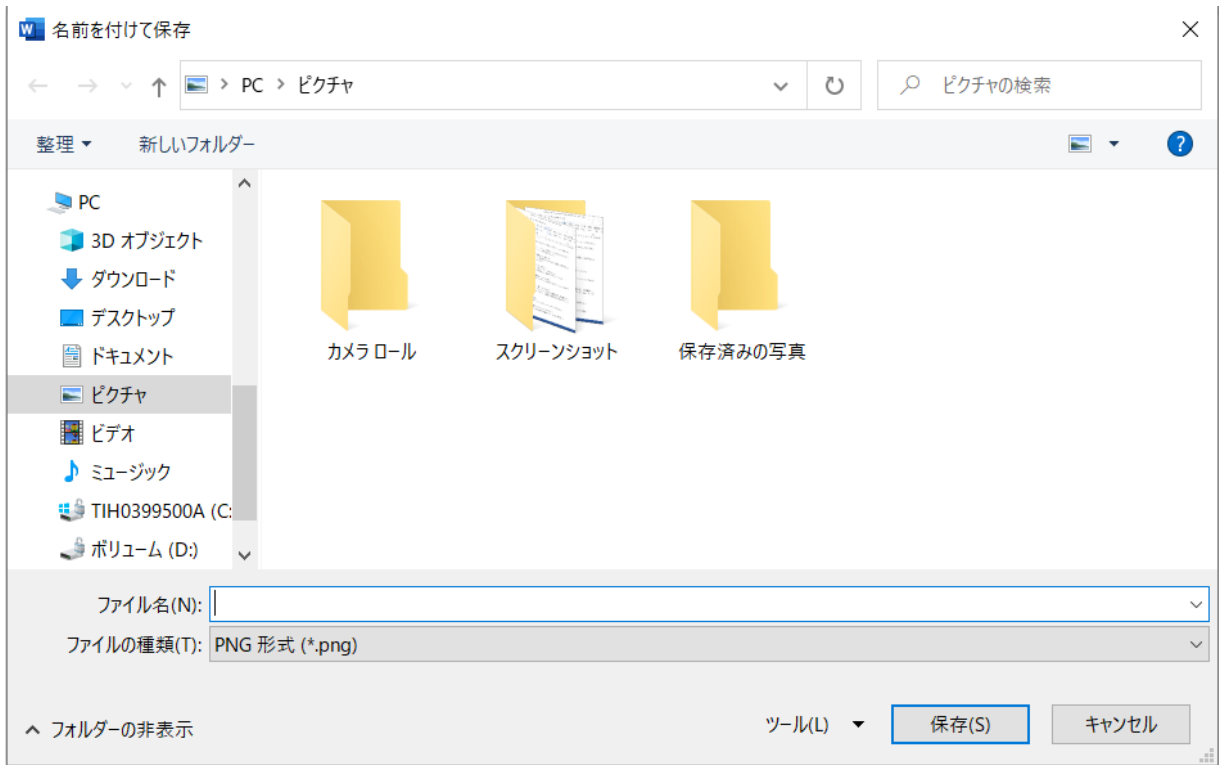 名前を付けて保存
PC > ピクチャ
ピクチャの検索
整理
新しいフォルダー
PC
3D オブジェクト
ダウンロード
デスクトップ
ドキュメント
ピクチャ
ビデオ
ミュージック
TIH0399500A (C:
ボリューム (D:)
カメラ ロール
スクリーンショット
保存済みの写真
ファイル名(N):
ファイルの種類(T): PNG 形式 (*.png)
フォルダーの非表示
ツール(L)
保存(S)
キャンセル